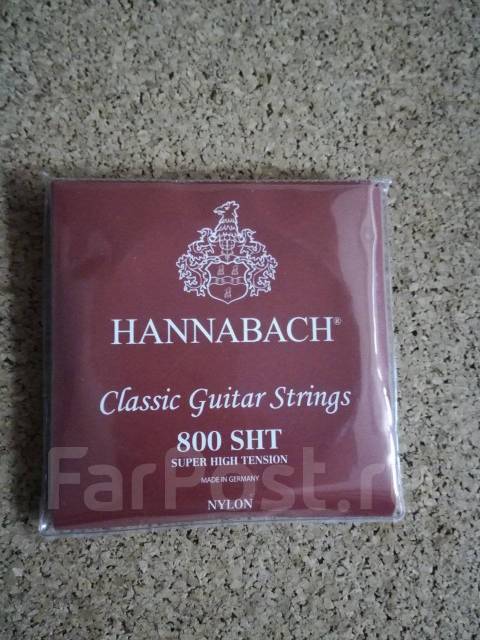 HANNABACH®
Classic Guitar Strings
800 SHT
SUPER HIGH TENSION
MADE IN GERMANY
FarPost.ru
NYLON